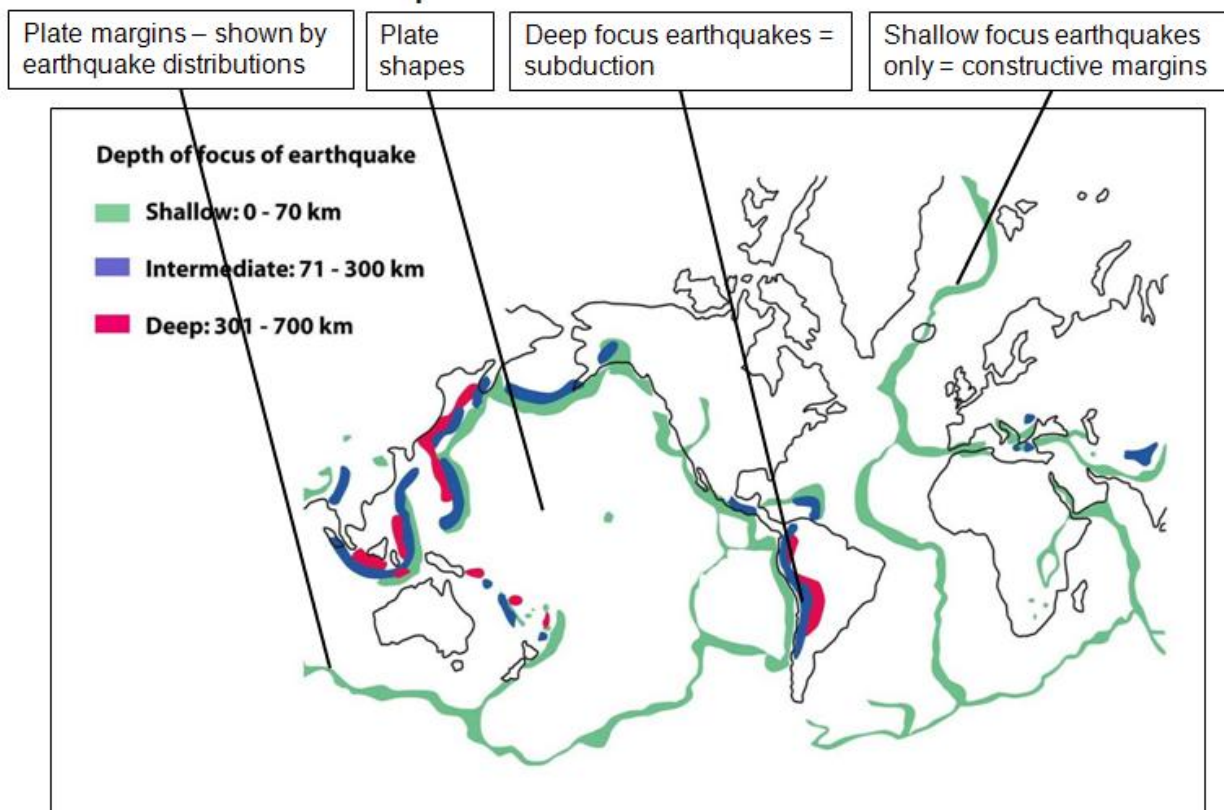 Plate margins – shown by
earthquake distributions
Plate
shapes
Deep focus earthquakes =
subduction
Shallow focus earthquakes
only = constructive margins
Depth of focus of earthquake
Shallow: 0 - 70 km
Intermediate: 71 - 300 km
Deep: 301 - 700 km